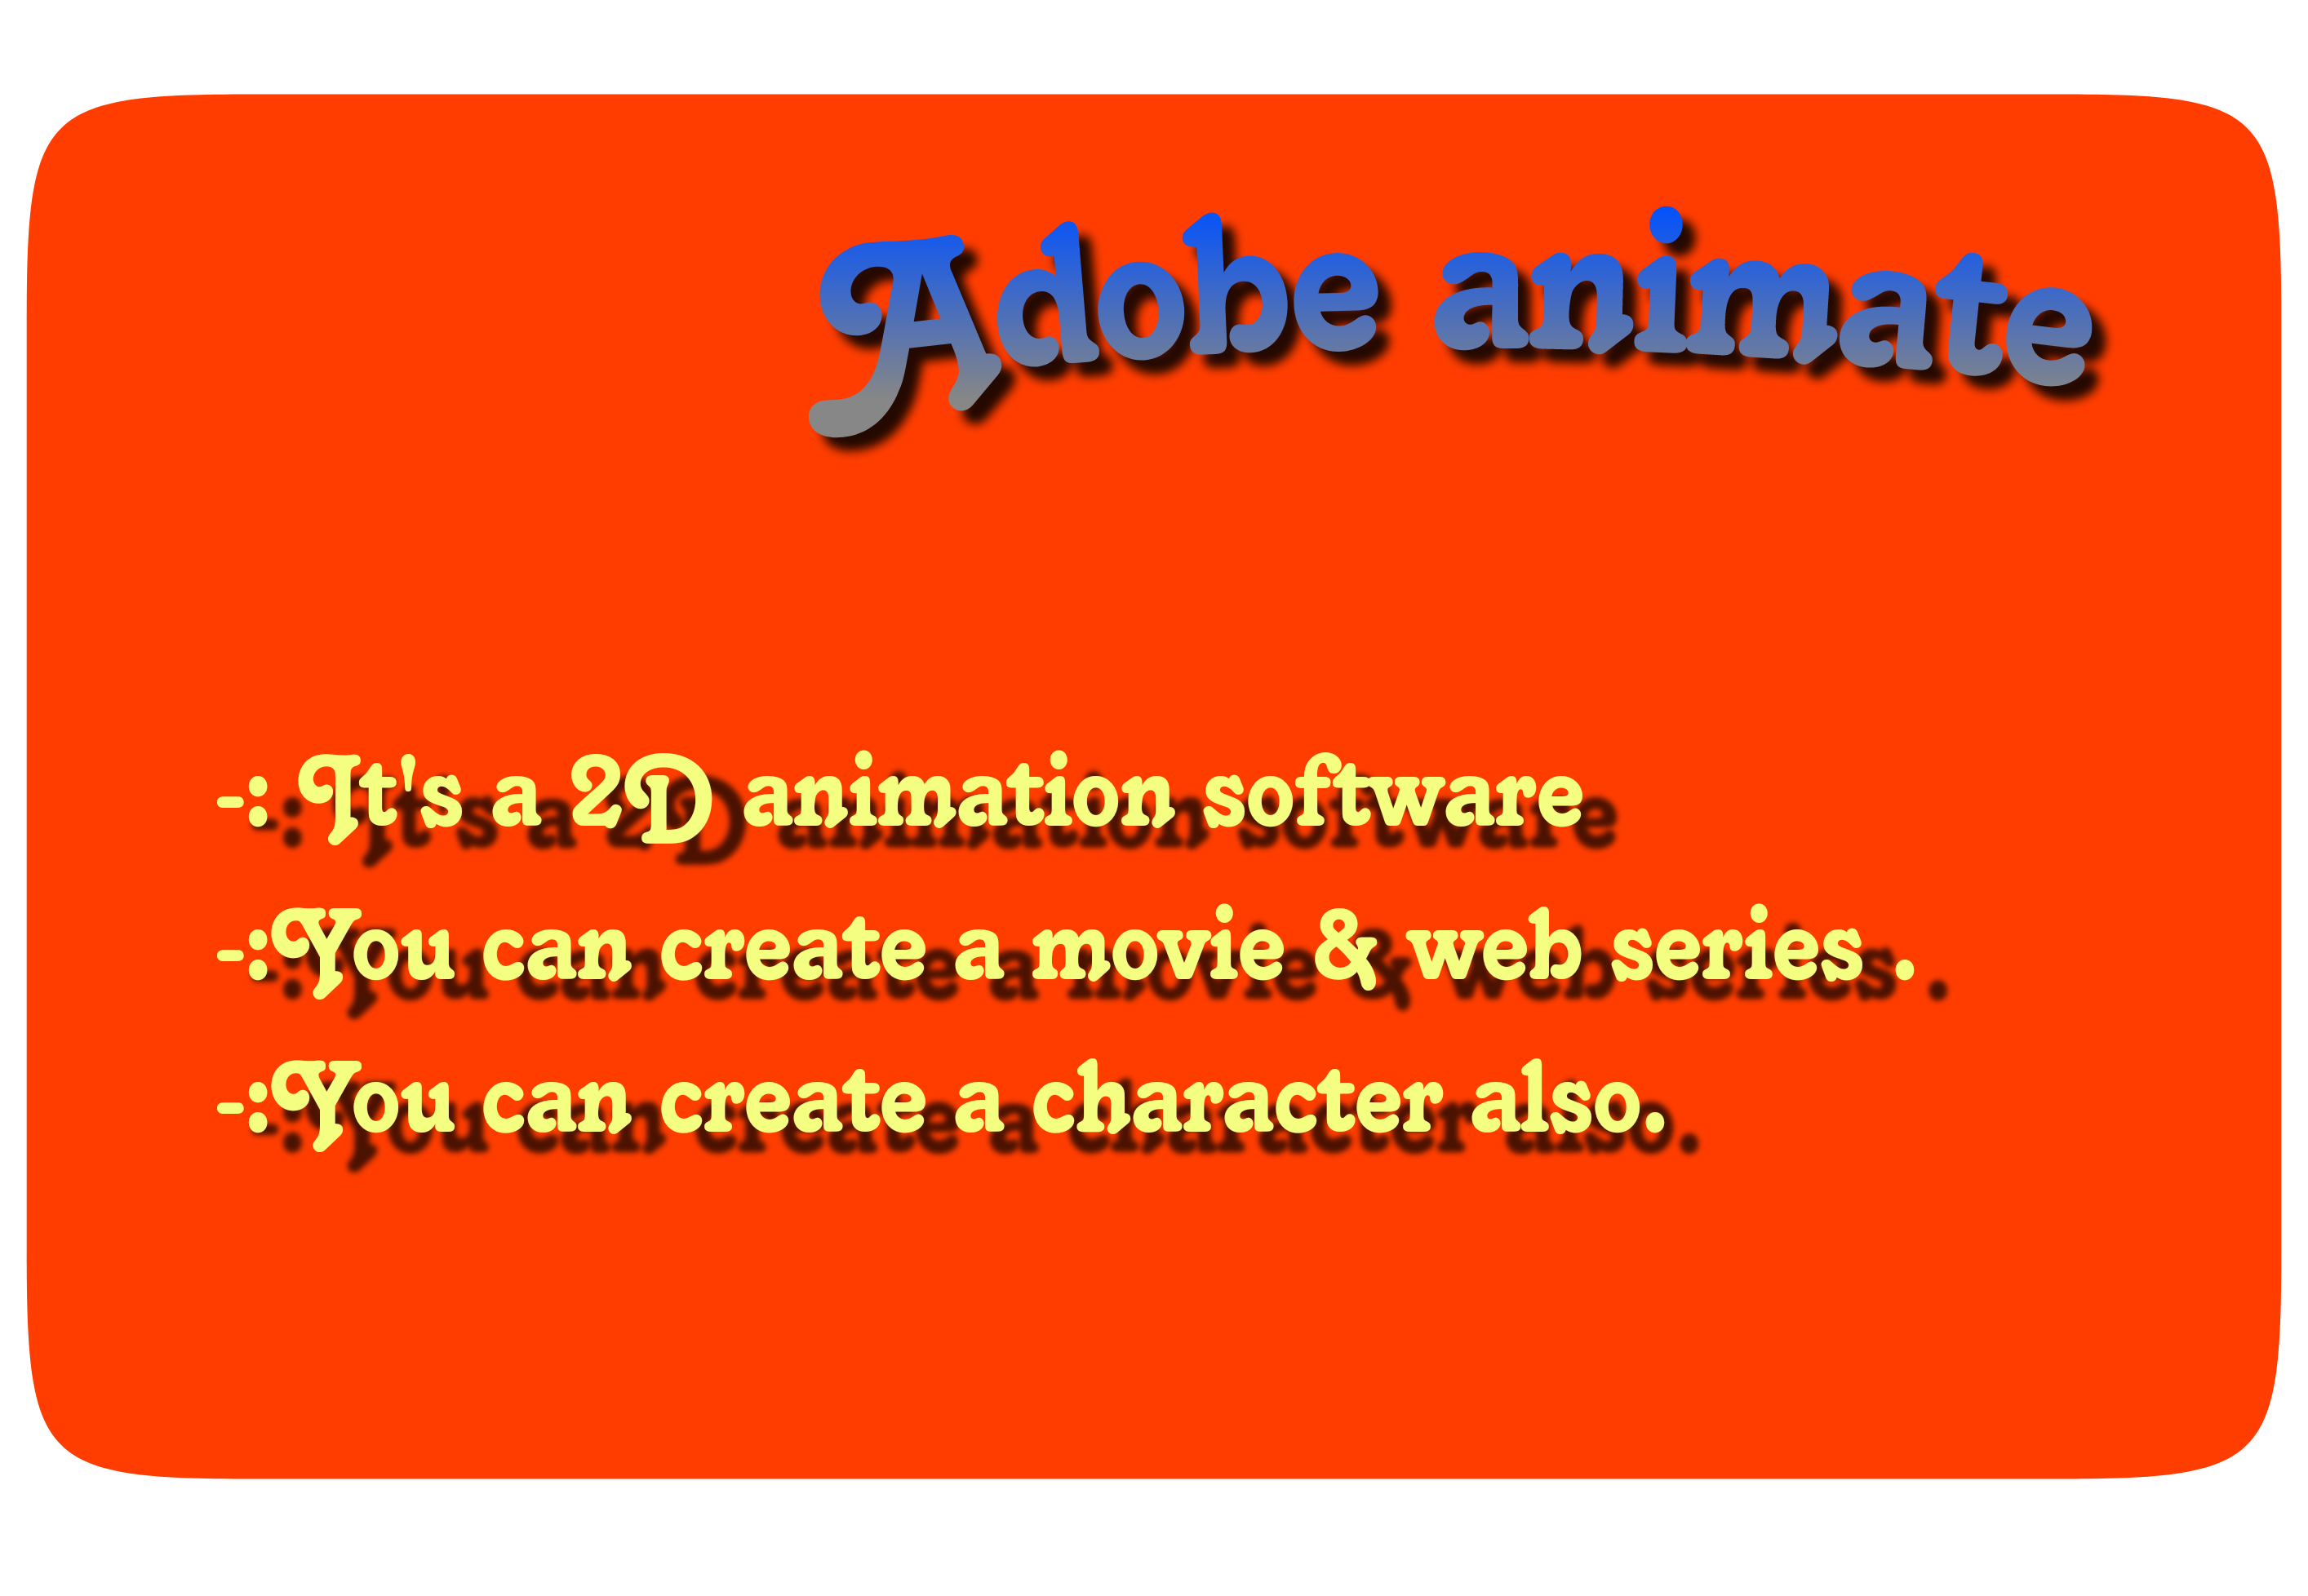 Adobe animate
-: It's a 2D animation software
-:You can create a movie & web series.
-:You can create a character also.